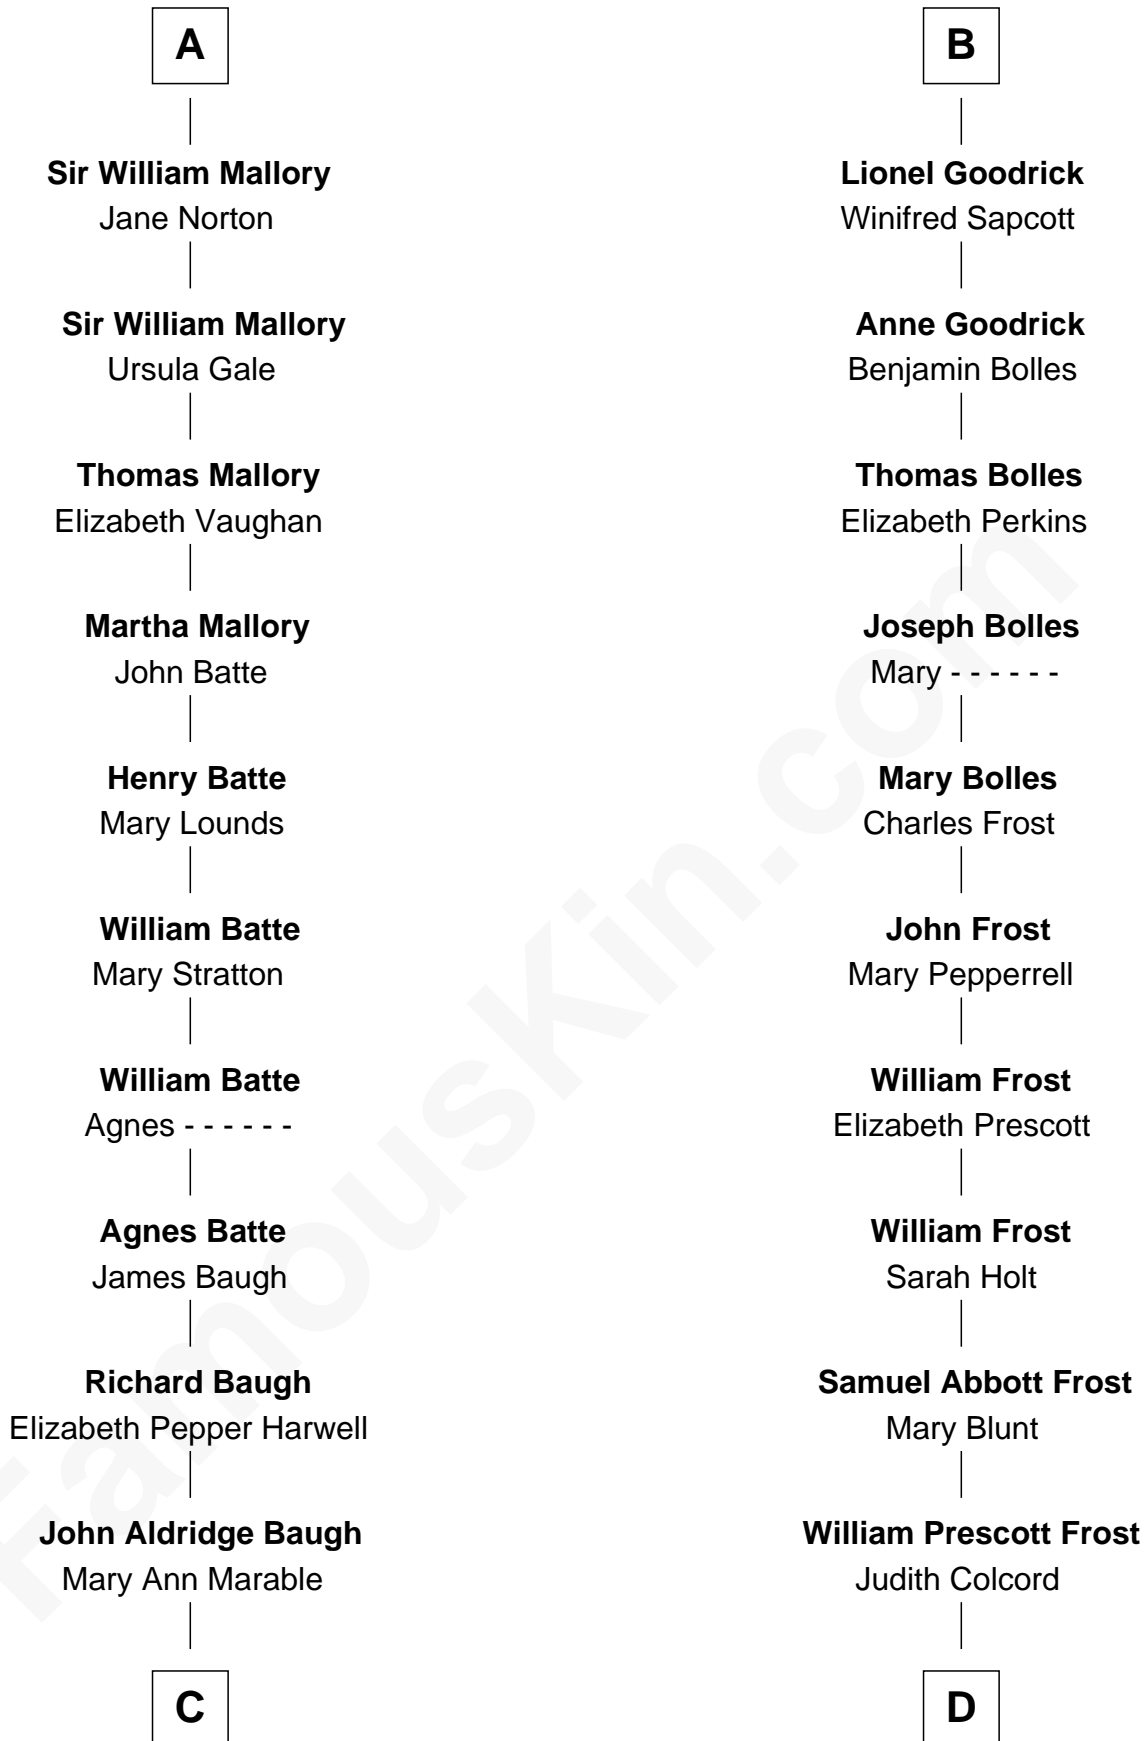 A
Sir William Mallory
Jane Norton
Sir William Mallory
Ursula Gale
Thomas Mallory
Elizabeth Vaughan
Martha Mallory
John Batte
Henry Batte
Mary Lounds
William Batte
Mary Stratton
William Batte
Agnes - - - - - -
Agnes Batte
James Baugh
Richard Baugh
Elizabeth Pepper Harwell
John Aldridge Baugh
Mary Ann Marable
C
B
Lionel Goodrick
Winifred Sapcott
Anne Goodrick
Benjamin Bolles
Thomas Bolles
Elizabeth Perkins
Joseph Bolles
Mary - - - - - -
Mary Bolles
Charles Frost
John Frost
Mary Pepperrell
William Frost
Elizabeth Prescott
William Frost
Sarah Holt
Samuel Abbott Frost
Mary Blunt
William Prescott Frost
Judith Colcord
D
FamousKin.com